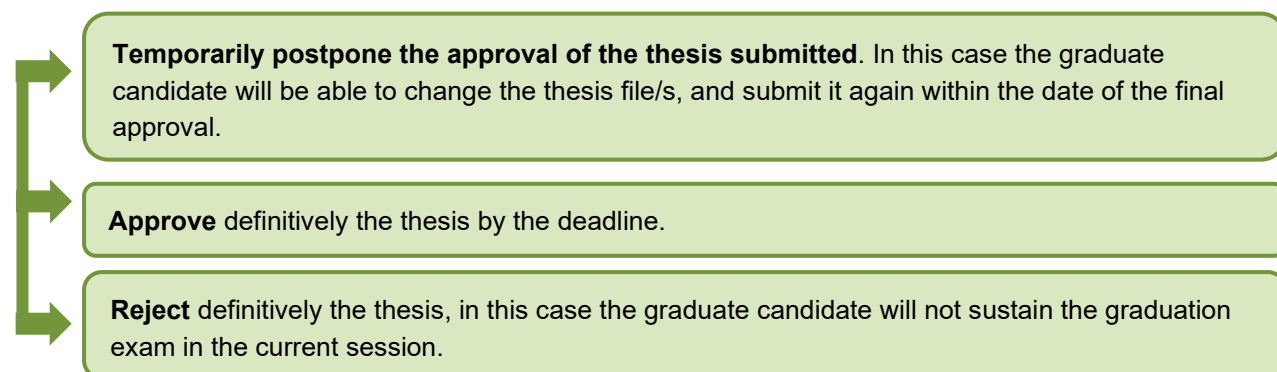 Temporarily postpone the approval of the thesis submitted. In this case the graduate
candidate will be able to change the thesis file/s, and submit it again within the date of the final
approval.
Approve definitively the thesis by the deadline.
Reject definitively the thesis, in this case the graduate candidate will not sustain the graduation
exam in the current session.